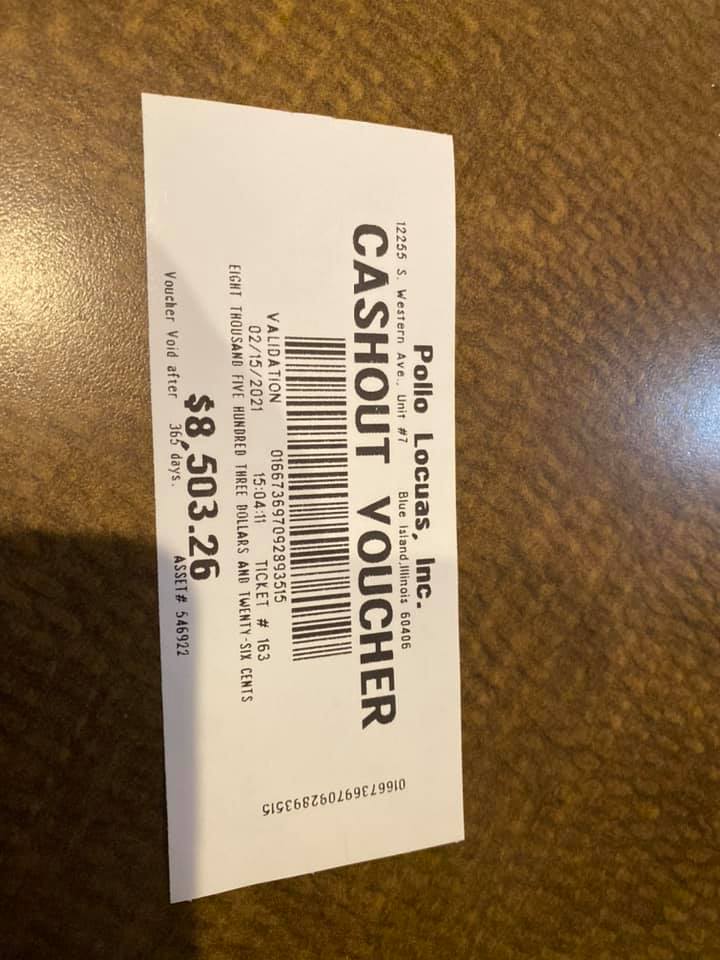 Pollo Locuas, Inc.
12255 S. Western Ave., Unit #7 Blue Island,Illinois 60406
CASHOUT VOUCHER
0166736970928935​15
VALIDATION 016673697092893515
02/15/2021 15:04:11 TICKET # 163
EIGHT THOUSAND FIVE HUNDRED THREE DOLLARS AND TWENTY-SIX CENTS
$8,503.26
Voucher Void after 365 days. ASSET# 546922